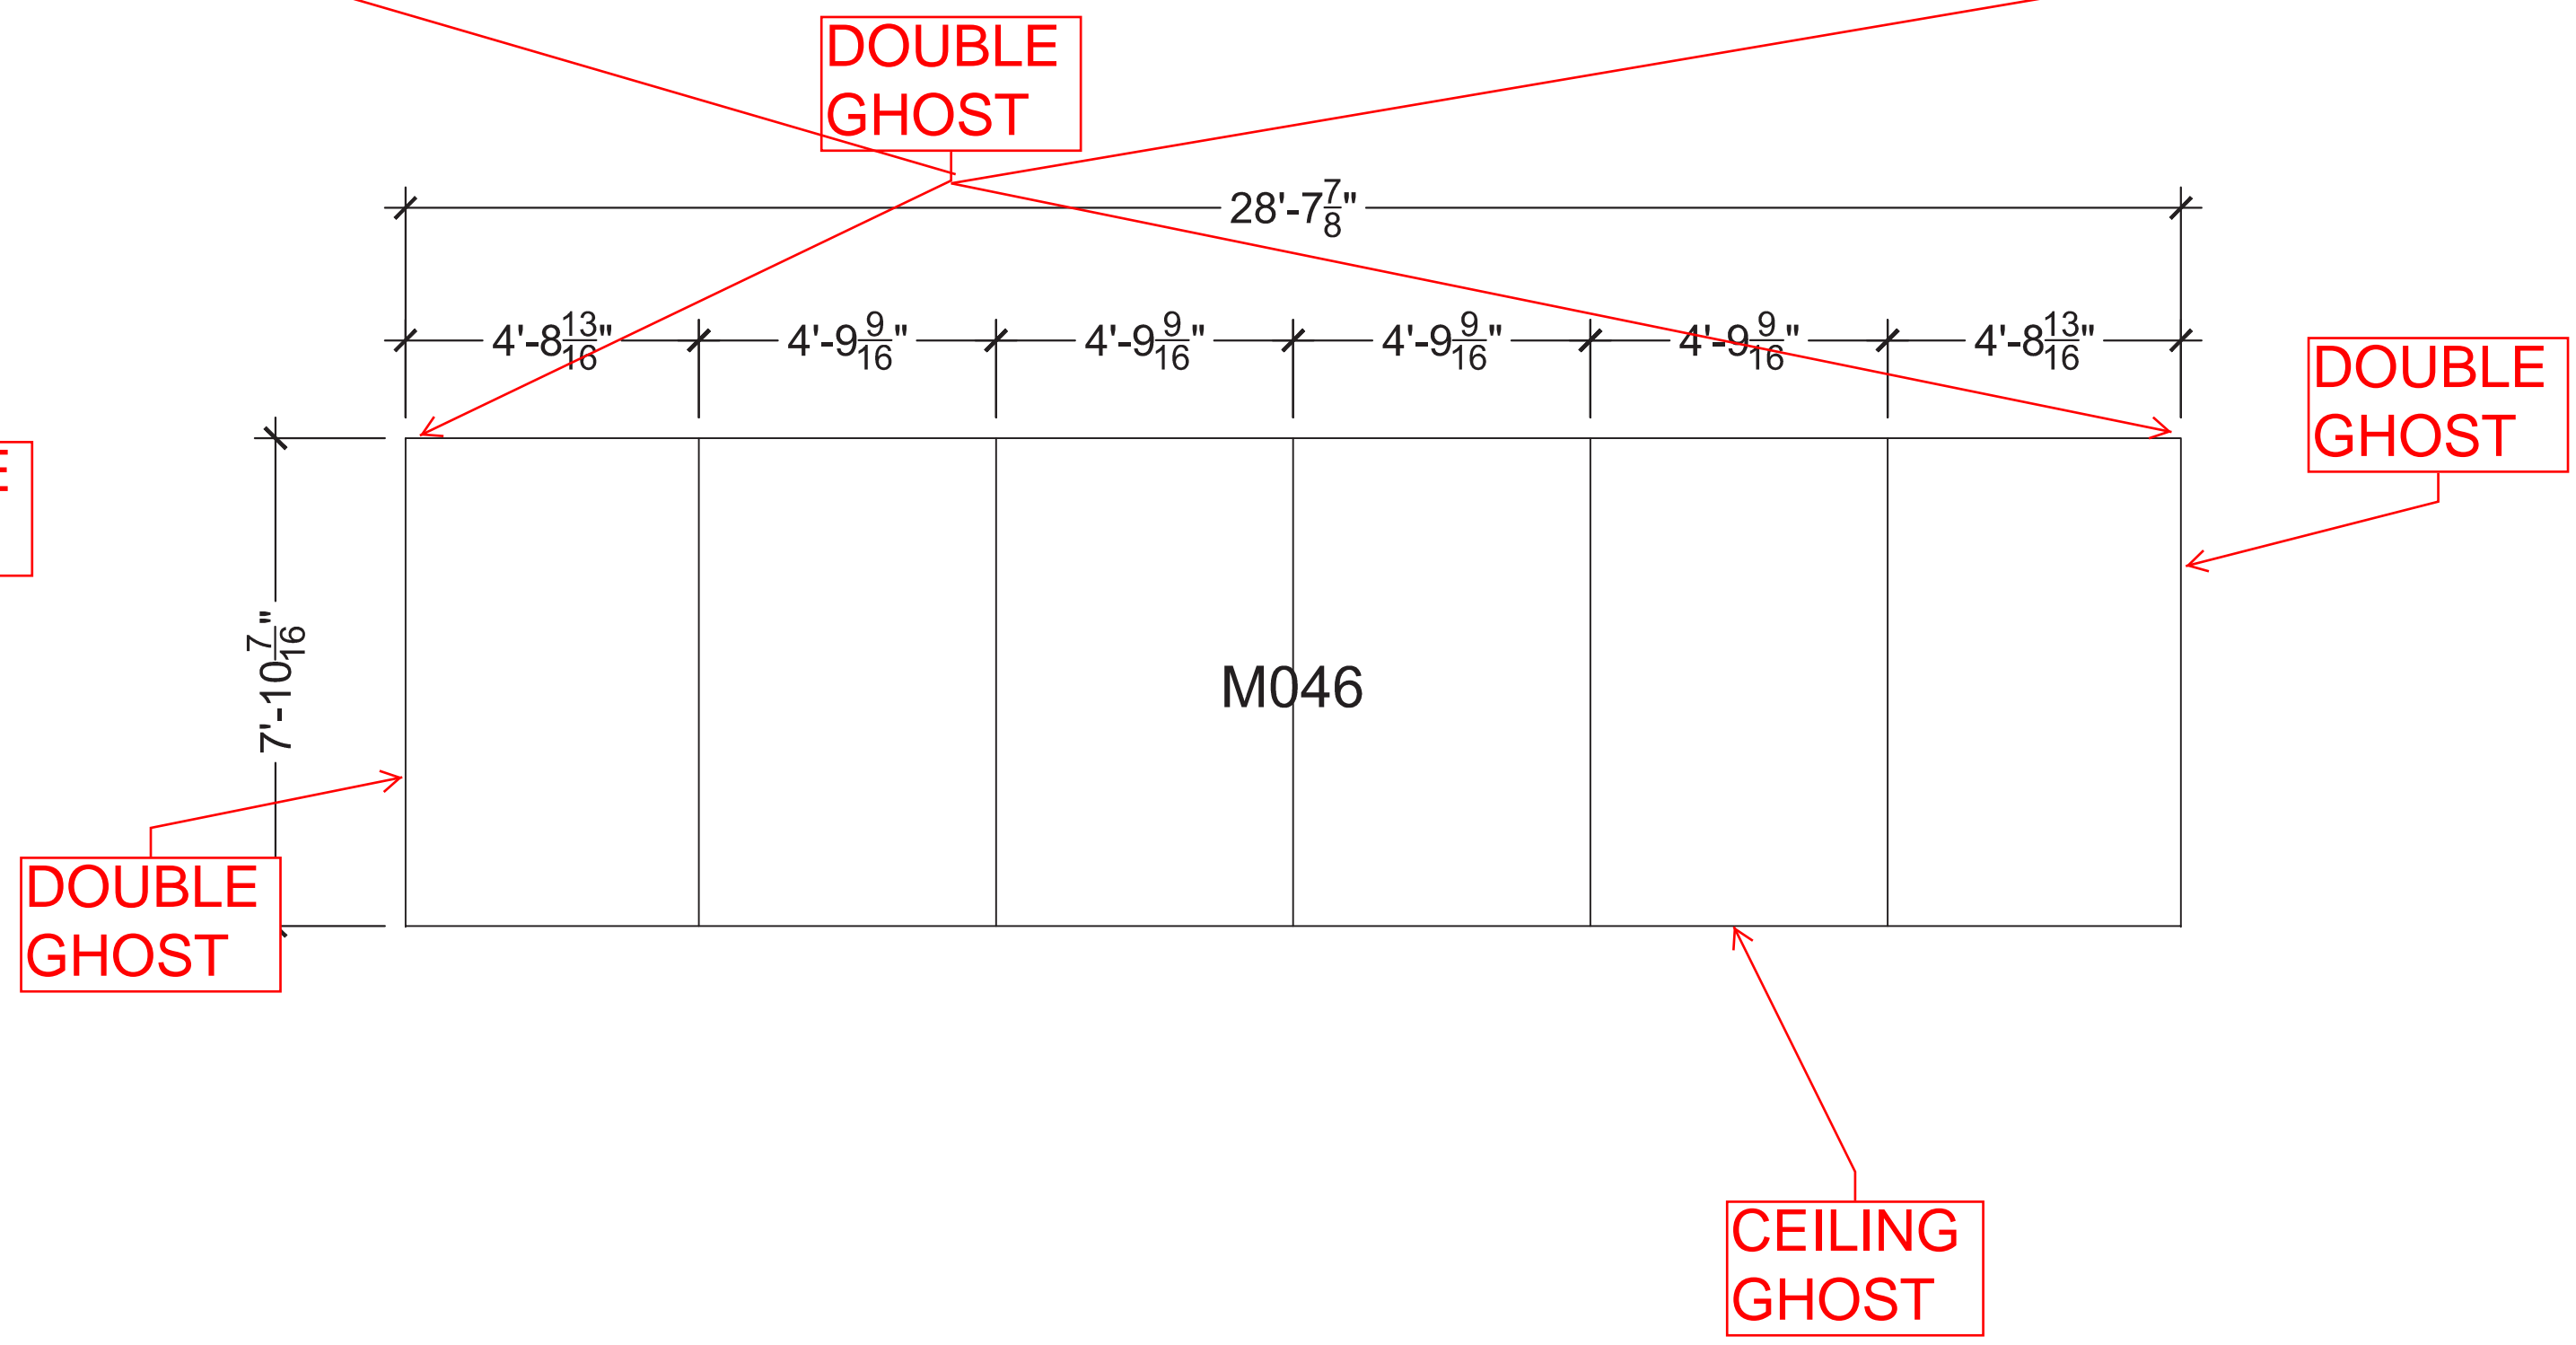 DOUBLE
GHOST
28'-7 7/8"
4'-8 13/16" 4'-9 9/16" 4'-9 9/16" 4'-9 9/16" 4'-9 9/16" 4'-8 13/16"
DOUBLE
GHOST
7'-10 7/16"
M046
DOUBLE
GHOST
CEILING
GHOST